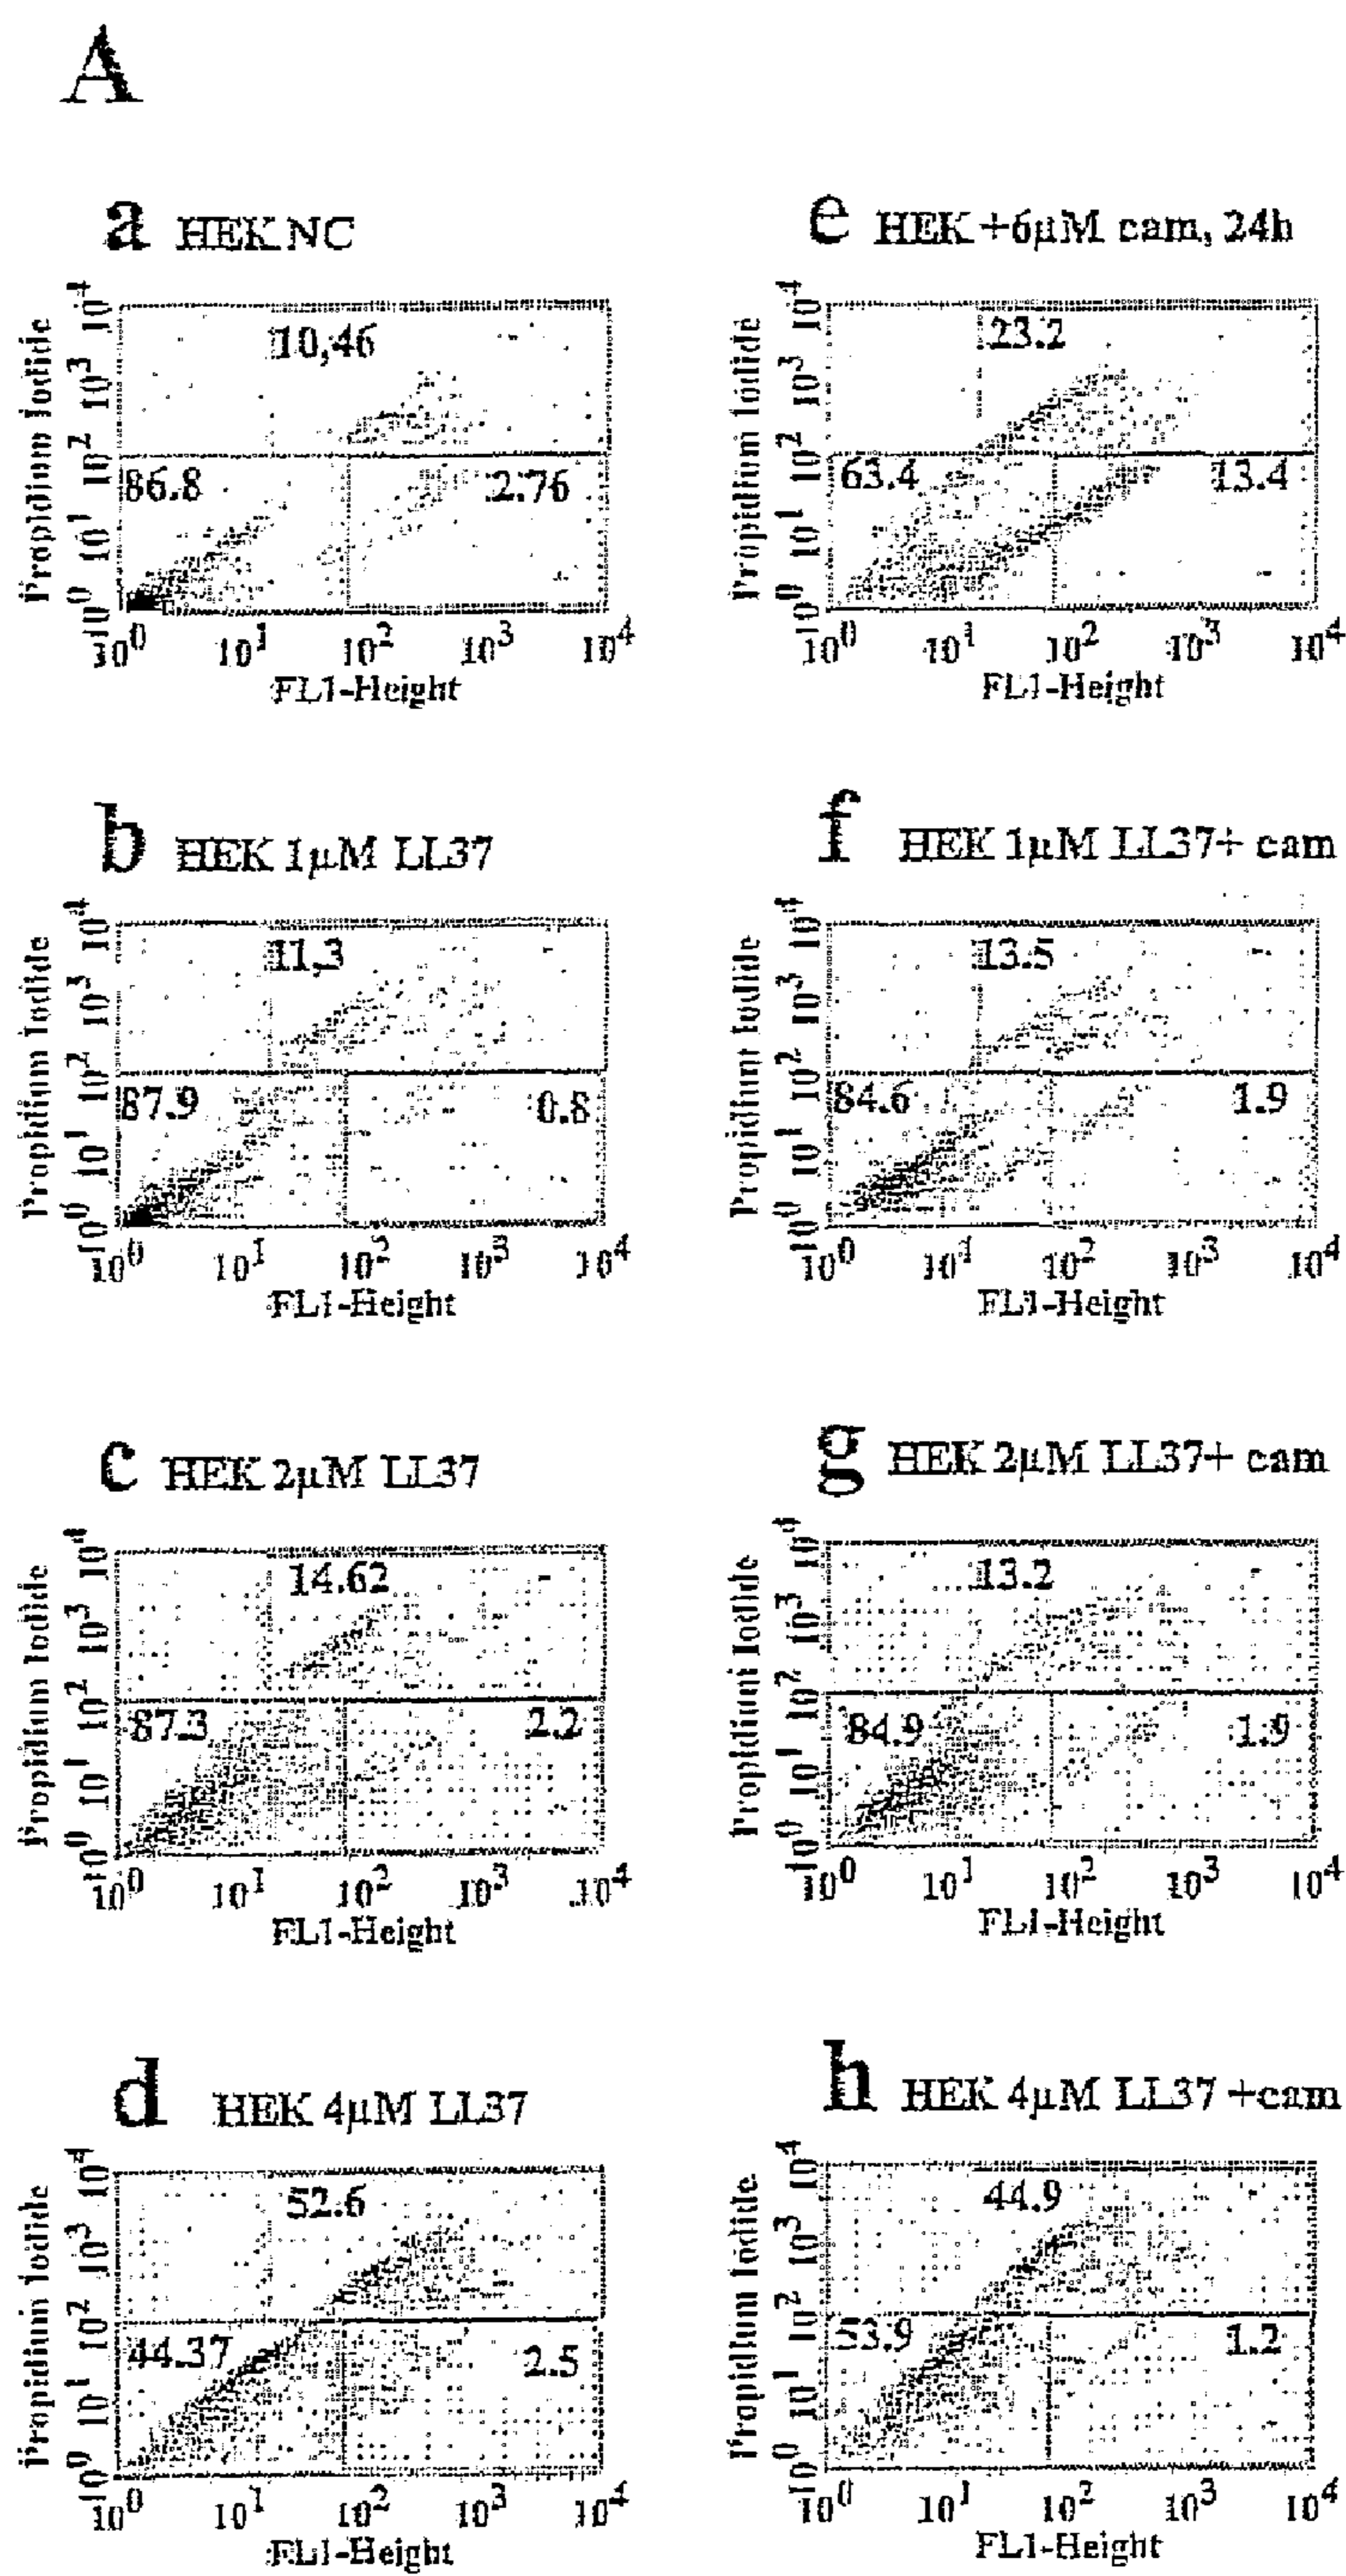 A
a HEK NC
Propidium Iodide
10⁴
10³
10²
10¹
10⁰
10,46
86.8
2.76
10⁰ 10¹ 10² 10³ 10⁴
FL1-Height
e HEK +6µM cam, 24h
Propidium Iodide
10⁴
10³
10²
10¹
10⁰
23.2
63.4
13.4
10⁰ 10¹ 10² 10³ 10⁴
FL1-Height
b HEK 1µM LL37
Propidium Iodide
10⁴
10³
10²
10¹
10⁰
11,3
87.9
0.8
10⁰ 10¹ 10² 10³ 10⁴
FL1-Height
f HEK 1µM LL37+ cam
Propidium Iodide
10⁴
10³
10²
10¹
10⁰
13.5
84.6
1.9
10⁰ 10¹ 10² 10³ 10⁴
FL1-Height
c HEK 2µM LL37
Propidium Iodide
10⁴
10³
10²
10¹
10⁰
14.62
87.3
2.2
10⁰ 10¹ 10² 10³ 10⁴
FL1-Height
g HEK 2µM LL37+ cam
Propidium Iodide
10⁴
10³
10²
10¹
10⁰
13.2
84.9
1.9
10⁰ 10¹ 10² 10³ 10⁴
FL1-Height
d HEK 4µM LL37
Propidium Iodide
10⁴
10³
10²
10¹
10⁰
52.6
44.37
2.5
10⁰ 10¹ 10² 10³ 10⁴
FL1-Height
h HEK 4µM LL37 +cam
Propidium Iodide
10⁴
10³
10²
10¹
10⁰
44.9
53.9
1.2
10⁰ 10¹ 10² 10³ 10⁴
FL1-Height